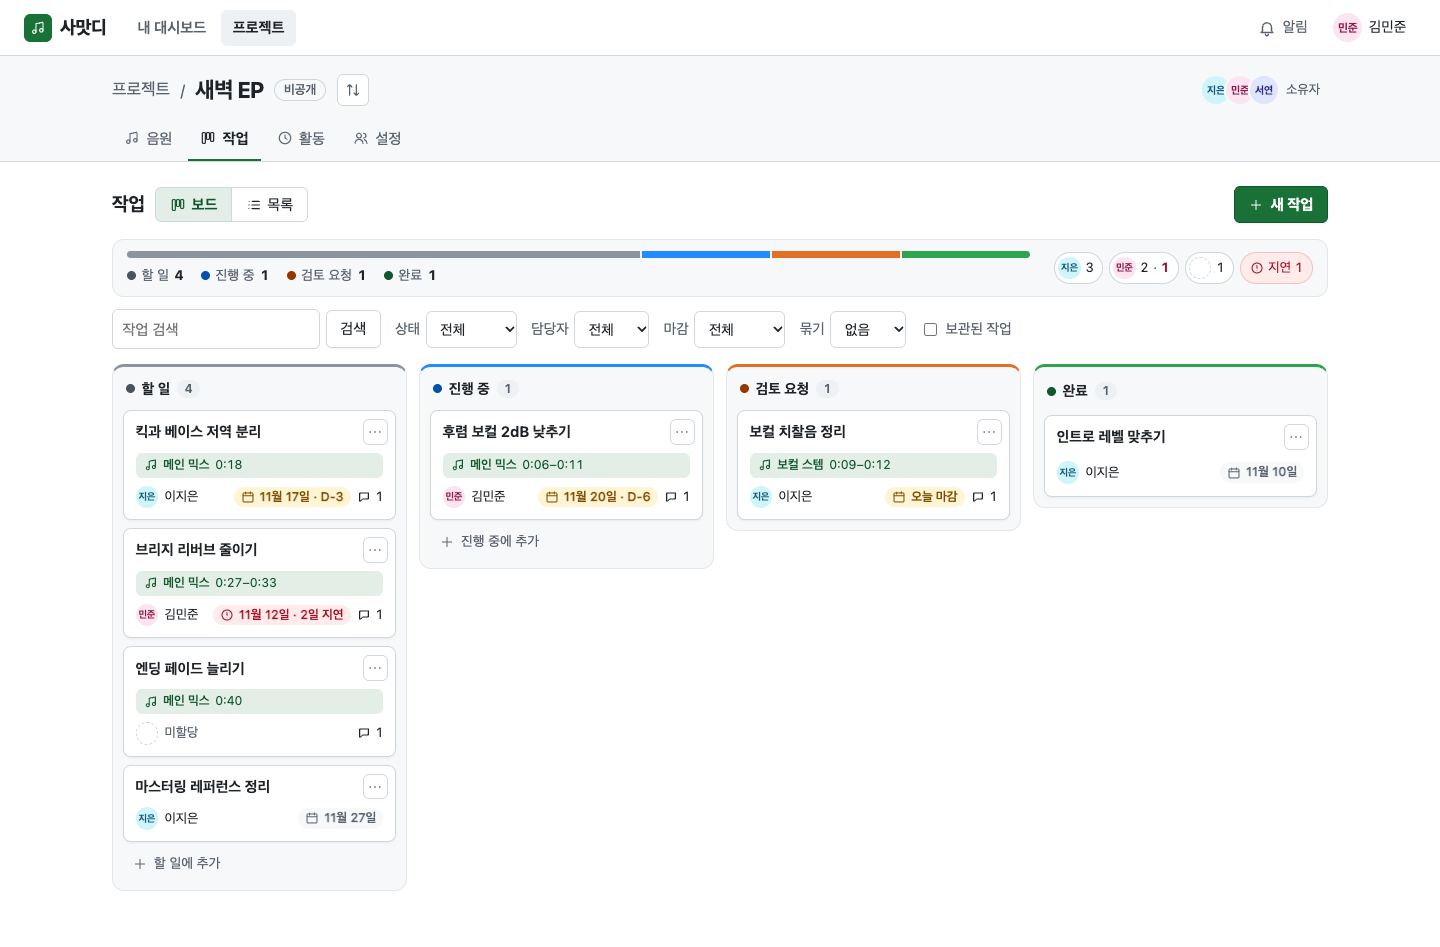 사맛디
내 대시보드
프로젝트
알림
민준 김민준
프로젝트 / 새벽 EP 비공개
지은 민준 서연 소유자
음원
작업
활동
설정
작업
보드
목록
새 작업
할 일 4
진행 중 1
검토 요청 1
완료 1
지은 3
민준 2 · 1
1
지연 1
작업 검색
검색
상태 전체
담당자 전체
마감 전체
묶기 없음
보관된 작업
할 일 4
킥과 베이스 저역 분리
메인 믹스 0:18
지은 이지은 11월 17일 · D-3 1
브리지 리버브 줄이기
메인 믹스 0:27–0:33
민준 김민준 11월 12일 · 2일 지연 1
엔딩 페이드 늘리기
메인 믹스 0:40
미할당 1
마스터링 레퍼런스 정리
지은 이지은 11월 27일
할 일에 추가
진행 중 1
후렴 보컬 2dB 낮추기
메인 믹스 0:06–0:11
민준 김민준 11월 20일 · D-6 1
진행 중에 추가
검토 요청 1
보컬 치찰음 정리
보컬 스템 0:09–0:12
지은 이지은 오늘 마감 1
완료 1
인트로 레벨 맞추기
지은 이지은 11월 10일